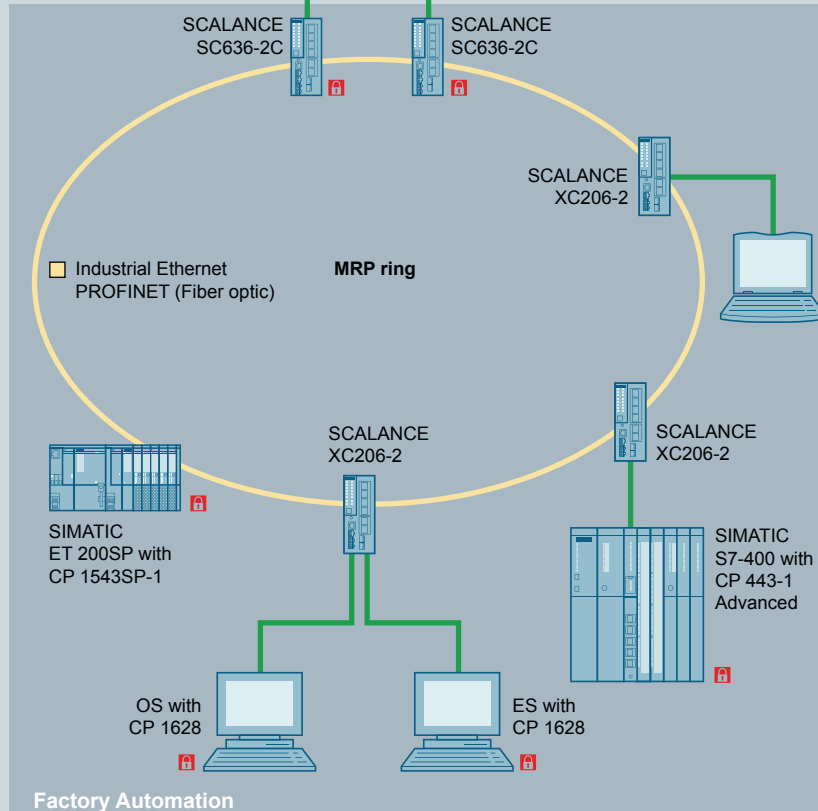 SCALANCE
SC636-2C
SCALANCE
SC636-2C
SCALANCE
XC206-2
Industrial Ethernet
PROFINET (Fiber optic)
MRP ring
SCALANCE
XC206-2
SCALANCE
XC206-2
SIMATIC
ET 200SP with
CP 1543SP-1
SIMATIC
S7-400 with
CP 443-1
Advanced
OS with
CP 1628
ES with
CP 1628
Factory Automation